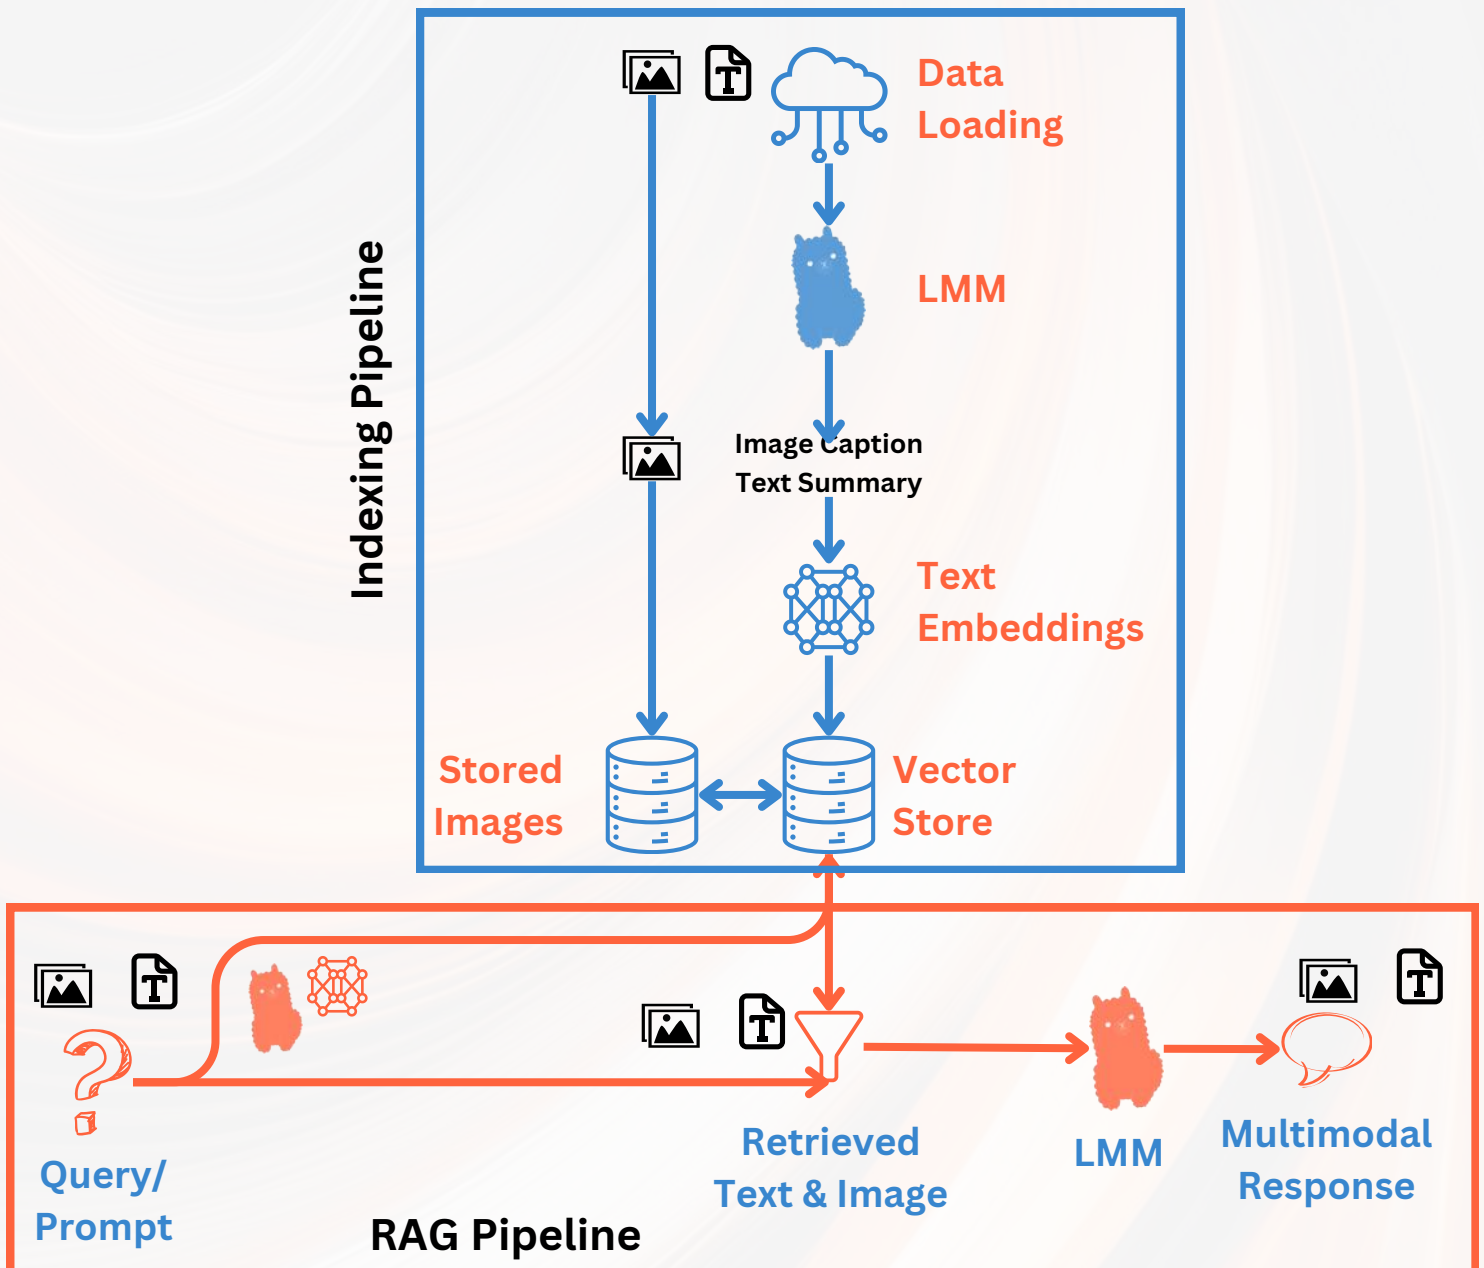 Data
Loading
Indexing Pipeline
LMM
Image Caption
Text Summary
Text
Embeddings
Stored
Images
Vector
Store
Query/
Prompt
Retrieved
Text & Image
LMM
Multimodal
Response
RAG Pipeline